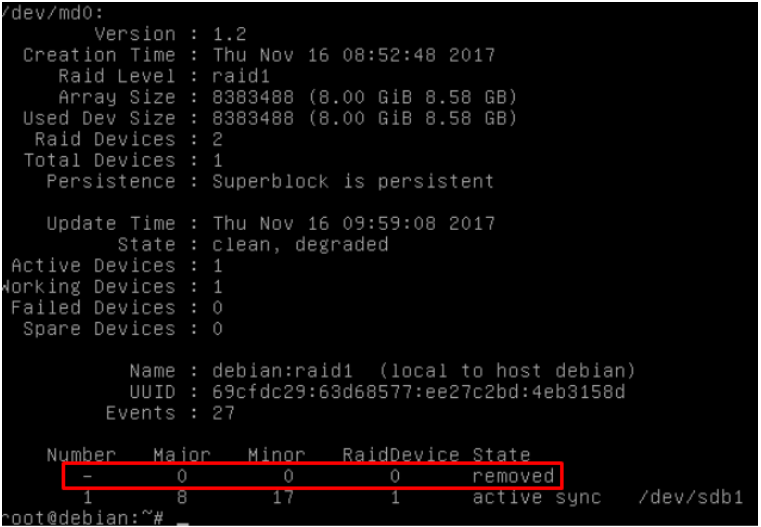 /dev/md0:
Version : 1.2
Creation Time : Thu Nov 16 08:52:48 2017
Raid Level : raid1
Array Size : 8383488 (8.00 GiB 8.58 GB)
Used Dev Size : 8383488 (8.00 GiB 8.58 GB)
Raid Devices : 2
Total Devices : 1
Persistence : Superblock is persistent
Update Time : Thu Nov 16 09:59:08 2017
State : clean, degraded
Active Devices : 1
Working Devices : 1
Failed Devices : 0
Spare Devices : 0
Name : debian:raid1 (local to host debian)
UUID : 69cfdc29:63d68577:ee27c2bd:4eb3158d
Events : 27
Number Major Minor RaidDevice State
- 0 0 0 removed
1 8 17 1 active sync /dev/sdb1
root@debian:~# _